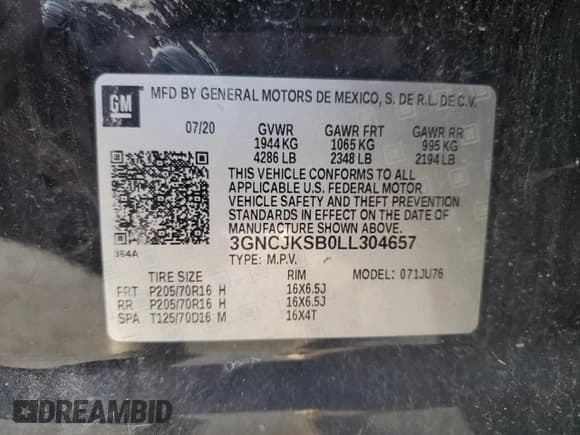 GM
MFD BY GENERAL MOTORS DE MEXICO, S. DE R.L. DE C.V.
07/20 GVWR GAWR FRT GAWR RR
1944 KG 1065 KG 995 KG
4286 LB 2348 LB 2194 LB
THIS VEHICLE CONFORMS TO ALL
APPLICABLE U.S. FEDERAL MOTOR
VEHICLE SAFETY AND THEFT PREVENTION
STANDARDS IN EFFECT ON THE DATE OF
MANUFACTURE SHOWN ABOVE.
3GNCJKSB0LL304657
364A
TYPE: M.P.V. MODEL: 071JU76
TIRE SIZE RIM
FRT P205/70R16 H 16X6.5J
RR P205/70R16 H 16X6.5J
SPA T125/70D16 M 16X4T
DREAMBID